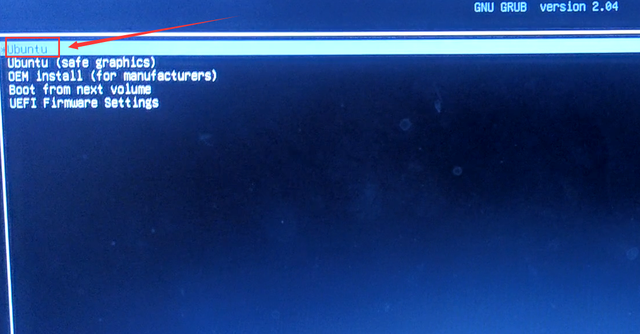 GNU GRUB version 2.04
*Ubuntu
Ubuntu (safe graphics)
OEM install (for manufacturers)
Boot from next volume
UEFI Firmware Settings